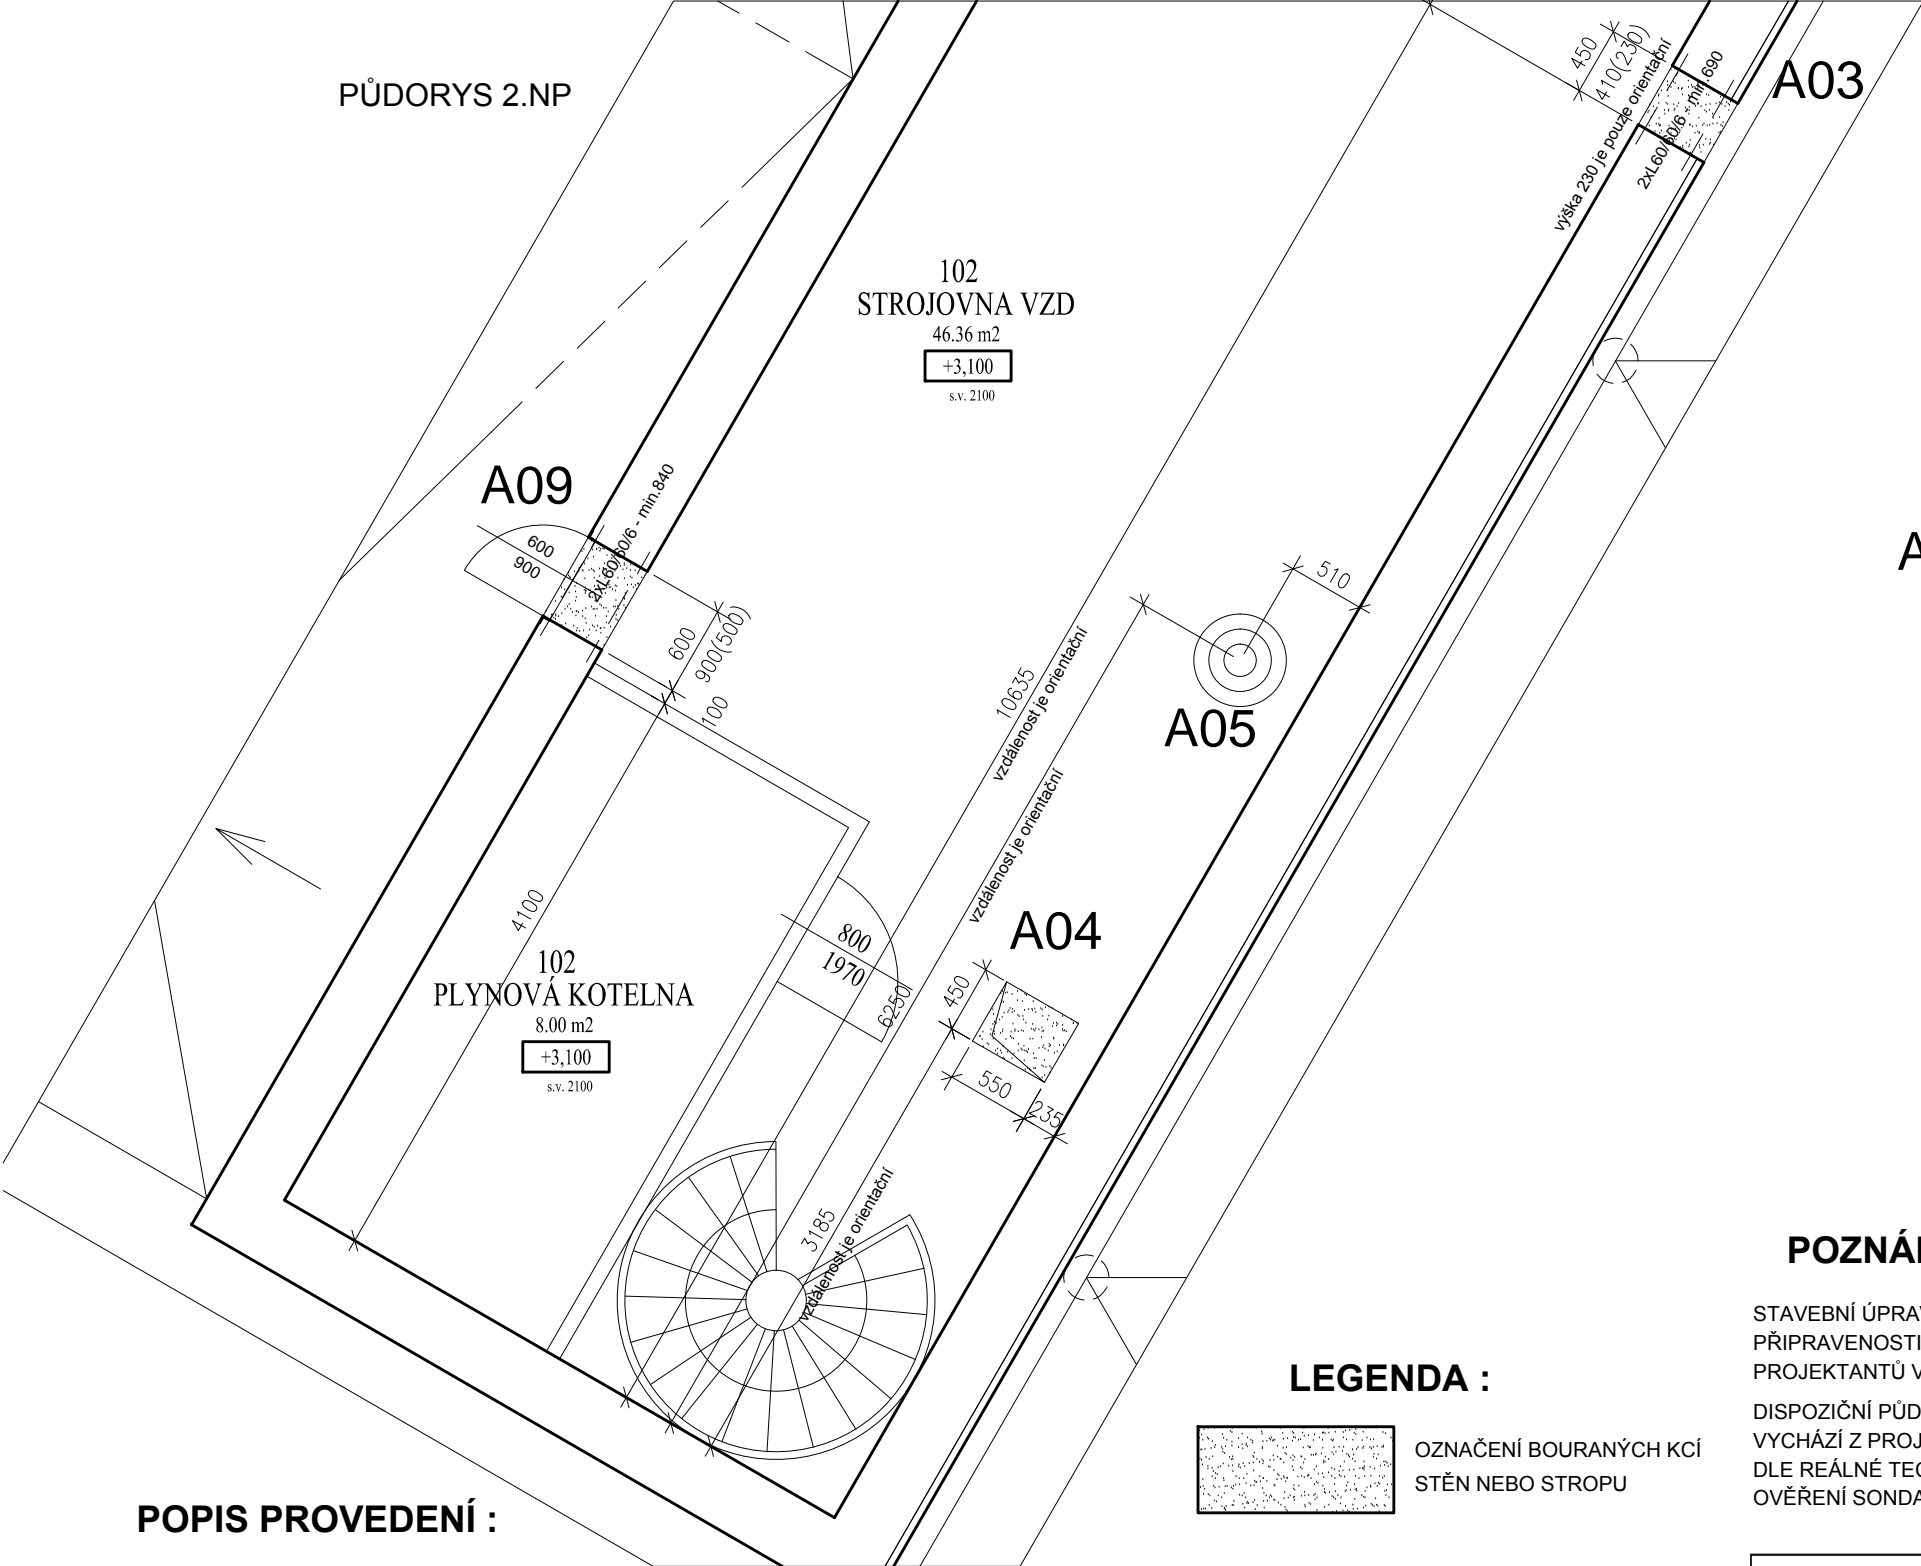 PŮDORYS 2.NP
450
410(230)
výška 230 je pouze orientační
2xL60/60/6 - min.690
A03
102
STROJOVNA VZD
46.36 m2
+3,100
s.v. 2100
A09
600
900
2xL60/60/6 - min.840
600
900(500)
100
510
A05
A
10635
vzdálenost je orientační
vzdálenost je orientační
4100
800
1970
6250
A04
450
550
235
102
PLYNOVÁ KOTELNA
8.00 m2
+3,100
s.v. 2100
3185
vzdálenost je orientační
POZNÁ
STAVEBNÍ ÚPRAV
PŘIPRAVENOSTI
PROJEKTANTŮ V
DISPOZIČNÍ PŮD
VYCHÁZÍ Z PROJ
DLE REÁLNÉ TEC
OVĚŘENÍ SONDA
LEGENDA :
OZNAČENÍ BOURANÝCH KCÍ
STĚN NEBO STROPU
POPIS PROVEDENÍ :